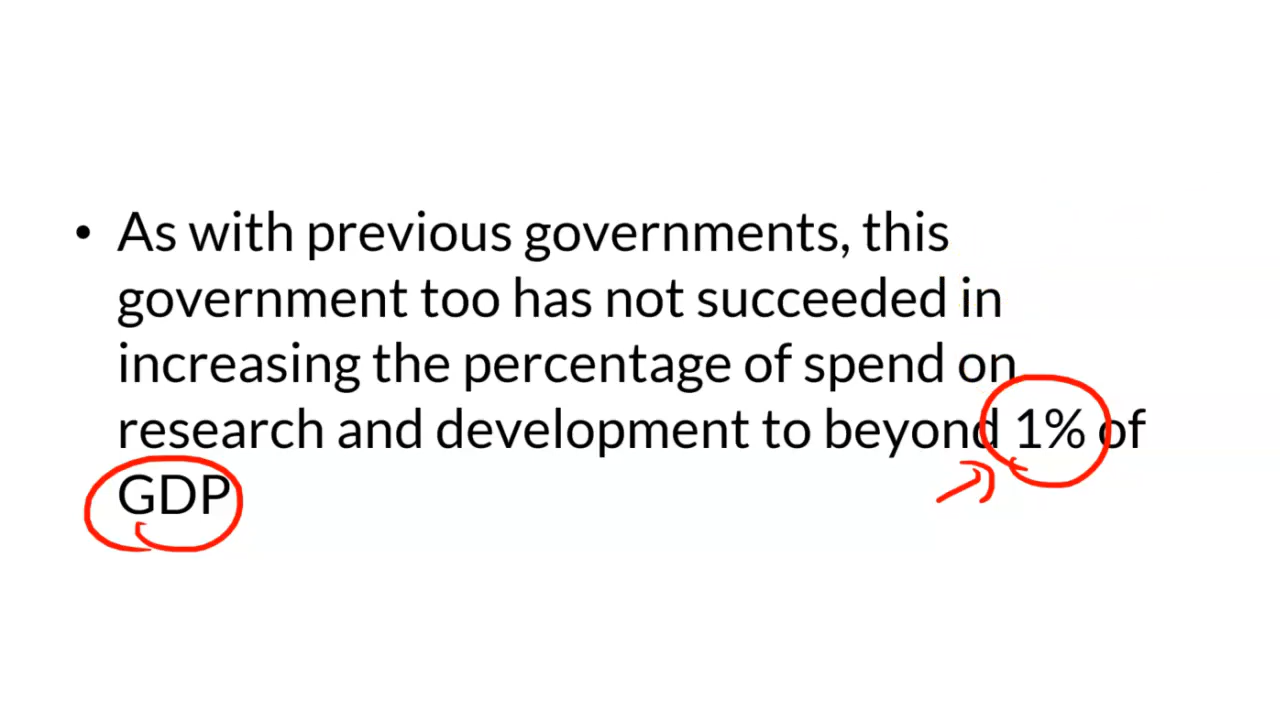 • As with previous governments, this
government too has not succeeded in
increasing the percentage of spend on
research and development to beyond 1% of
GDP